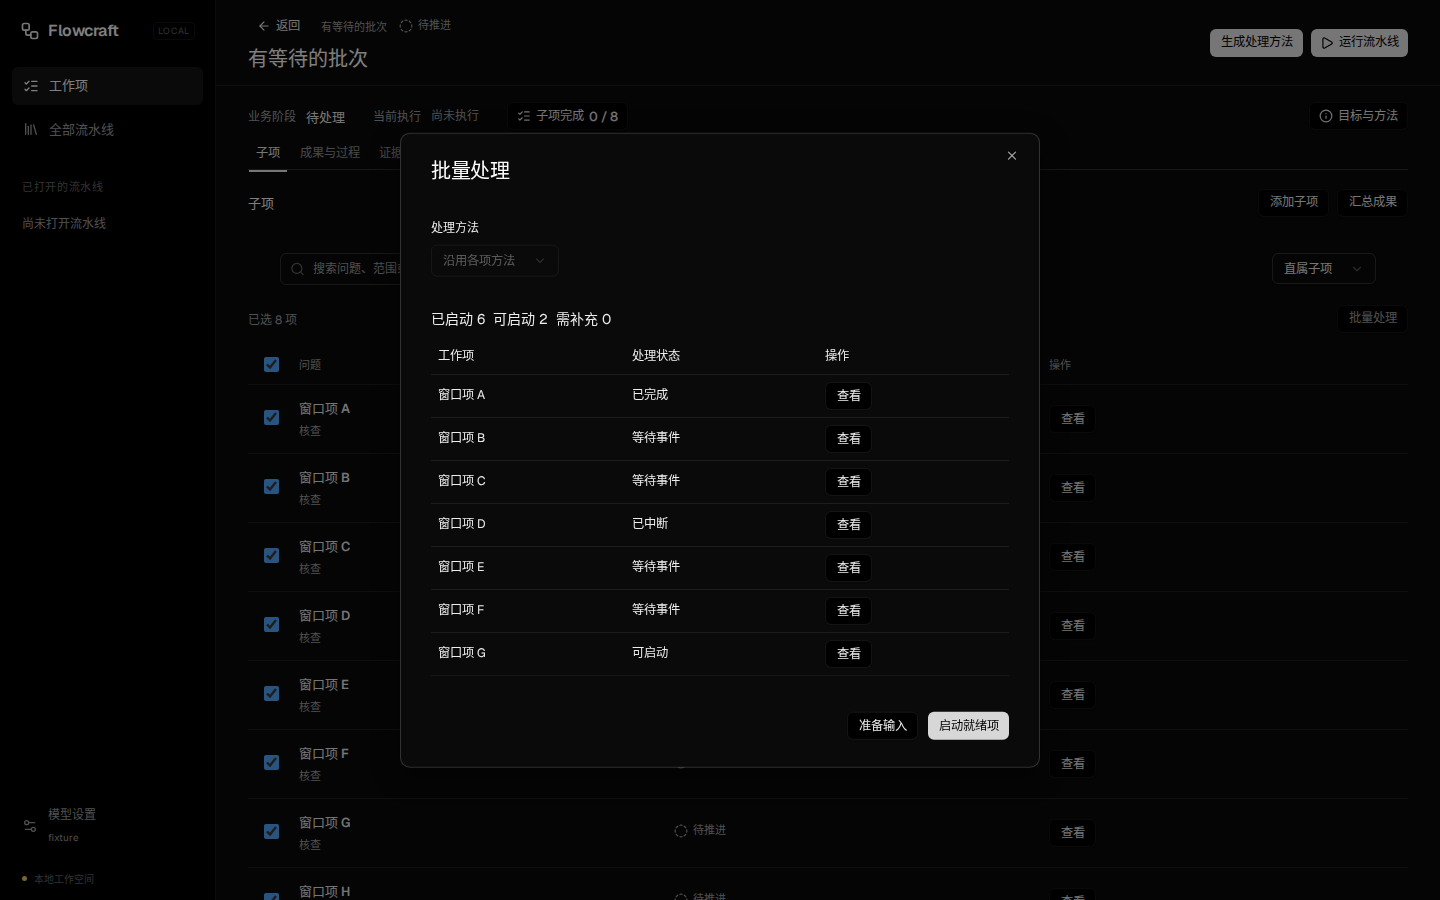 Flowcraft
LOCAL
工作项
全部流水线
已打开的流水线
尚未打开流水线
模型设置
fixture
本地工作空间
返回
有等待的批次
待推进
有等待的批次
生成处理方法
运行流水线
业务阶段 待处理
当前执行 尚未执行
子项完成 0 / 8
目标与方法
子项
成果与过程
证据
子项
添加子项
汇总成果
搜索问题、范围
直属子项
已选 8 项
批量处理
问题
操作
窗口项 A
核查
查看
窗口项 B
核查
查看
窗口项 C
核查
查看
窗口项 D
核查
查看
窗口项 E
核查
查看
窗口项 F
核查
查看
窗口项 G
核查
待推进
查看
窗口项 H
待推进
查看
批量处理
处理方法
沿用各项方法
已启动 6 可启动 2 需补充 0
工作项 处理状态 操作
窗口项 A 已完成 查看
窗口项 B 等待事件 查看
窗口项 C 等待事件 查看
窗口项 D 已中断 查看
窗口项 E 等待事件 查看
窗口项 F 等待事件 查看
窗口项 G 可启动 查看
准备输入
启动就绪项